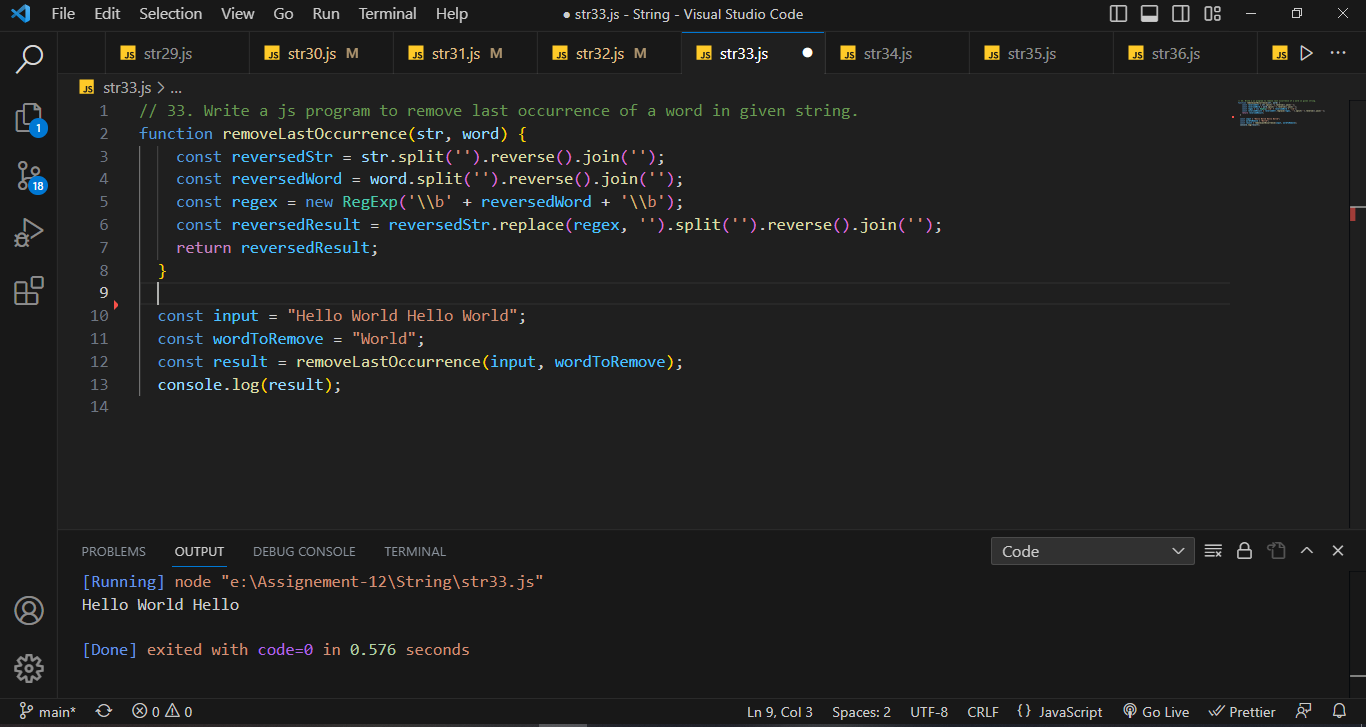 File Edit Selection View Go Run Terminal Help ● str33.js - String - Visual Studio Code
JS str29.js JS str30.js M JS str31.js M JS str32.js M JS str33.js ● JS str34.js JS str35.js JS str36.js JS ...
JS str33.js > ...
1 // 33. Write a js program to remove last occurrence of a word in given string.
2 function removeLastOccurrence(str, word) {
3     const reversedStr = str.split('').reverse().join('');
4     const reversedWord = word.split('').reverse().join('');
5     const regex = new RegExp('\\b' + reversedWord + '\\b');
6     const reversedResult = reversedStr.replace(regex, '').split('').reverse().join('');
7     return reversedResult;
8   }
9
10   const input = "Hello World Hello World";
11   const wordToRemove = "World";
12   const result = removeLastOccurrence(input, wordToRemove);
13   console.log(result);
14
1
18
PROBLEMS OUTPUT DEBUG CONSOLE TERMINAL Code
[Running] node "e:\Assignement-12\String\str33.js"
Hello World Hello
[Done] exited with code=0 in 0.576 seconds
main* 0 0 Ln 9, Col 3 Spaces: 2 UTF-8 CRLF {} JavaScript Go Live Prettier